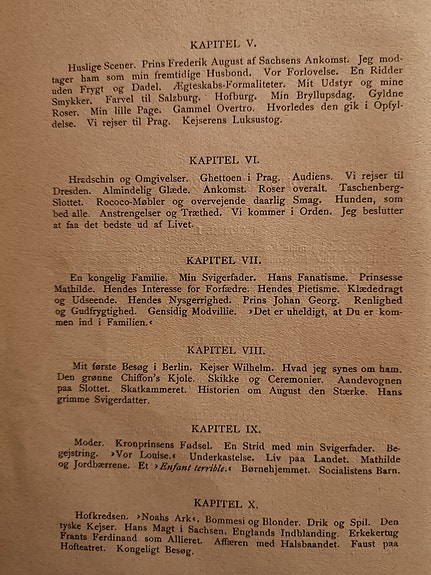 KAPITEL V.
Huslige Scener. Prins Frederik August af Sachsens Ankomst. Jeg mod-
tager ham som min fremtidige Husbond. Vor Forlovelse. En Ridder
uden Frygt og Dadel. Ægteskabs-Formaliteter. Mit Udstyr og mine
Smykker. Farvel til Salzburg. Hofburg. Min Bryllupsdag. Gyldne
Roser. Min lille Page. Gammel Overtro. Hvorledes den gik i Opfyl-
delse. Vi rejser til Prag. Kejserens Luksustog.
KAPITEL VI.
Hradschin og Omgivelser. Ghettoen i Prag. Audiens. Vi rejser til
Dresden. Almindelig Glæde. Ankomst. Roser overalt. Taschenberg-
Slottet. Rococo-Møbler og overvejende daarlig Smag. Hunden, som
bed alle. Anstrengelser og Træthed. Vi kommer i Orden. Jeg beslutter
at faa det bedste ud af Livet.
KAPITEL VII.
En kongelig Familie. Min Svigerfader. Hans Fanatisme. Prinsesse
Mathilde. Hendes Interesse for Forfædre. Hendes Pietisme. Klædedragt
og Udseende. Hendes Nysgerrighed. Prins Johan Georg. Renlighed
og Gudfrygtighed. Gensidig Modvillie. ›Det er uheldigt, at Du er kom-
men ind i Familien.‹
KAPITEL VIII.
Mit første Besøg i Berlin. Kejser Wilhelm. Hvad jeg synes om ham.
Den grønne Chiffon's Kjole. Skikke og Ceremonier. Aandevognen
paa Slottet. Skatkammeret. Historien om August den Stærke. Hans
grimme Svigerdatter.
KAPITEL IX.
Moder. Kronprinsens Fødsel. En Strid med min Svigerfader. Be-
gejstring. ›Vor Louise.‹ Underkastelse. Liv paa Landet. Mathilde
og Jordbærrene. Et ›Enfant terrible.‹ Børnehjemmet. Socialistens Barn.
KAPITEL X.
Hofkredsen. ›Noahs Ark‹. Bommesi og Blonder. Drik og Spil. Den
tyske Kejser. Hans Magt i Sachsen. Englands Indblanding. Erkekertug
Frants Ferdinand som Allieret. Affæren med Halsbaandet. Faust paa
Hofteatret. Kongeligt Besøg.